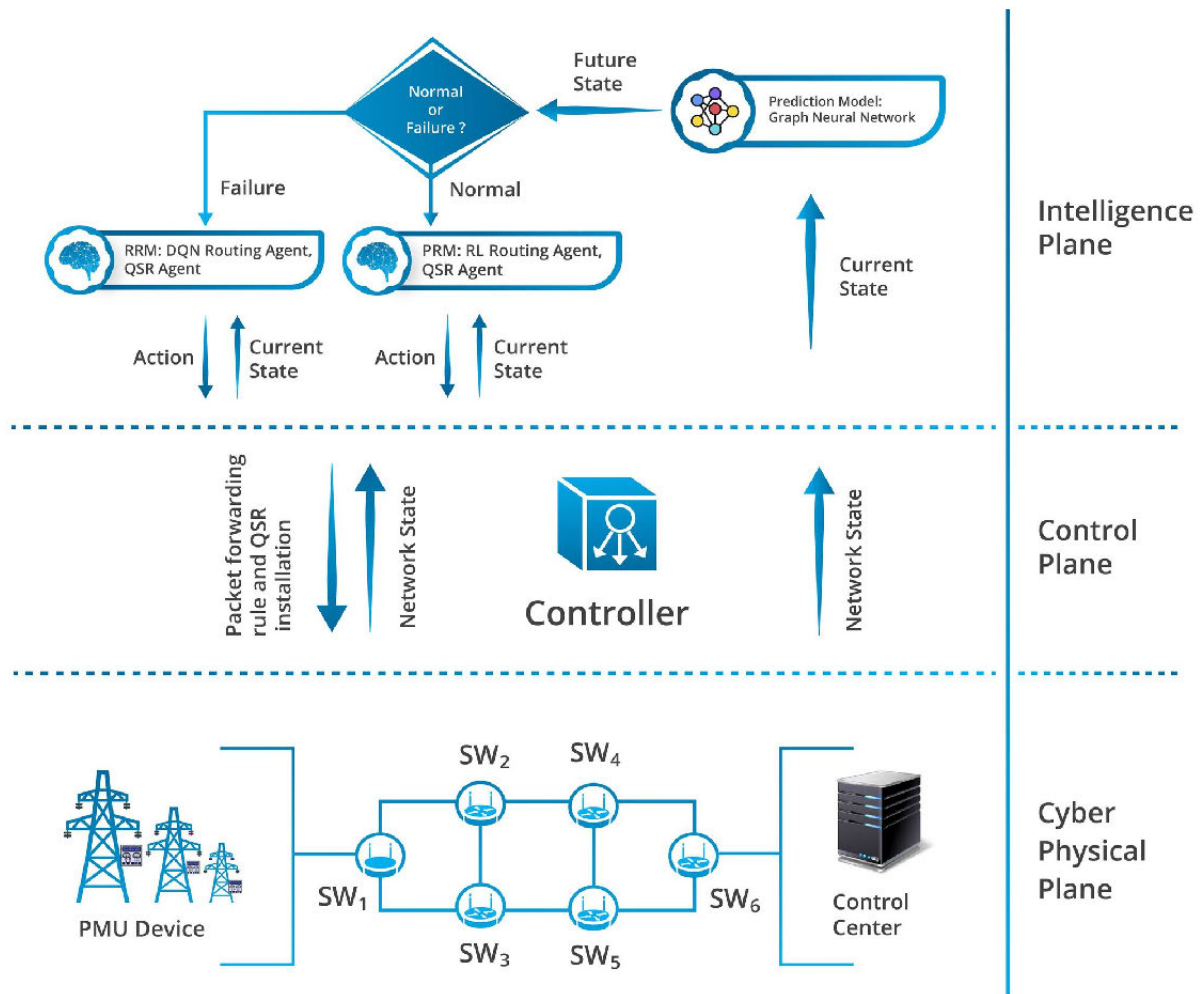 Future
State
Normal
or
Failure ?
Prediction Model:
Graph Neural Network
Failure
Normal
RRM: DQN Routing Agent,
QSR Agent
PRM: RL Routing Agent,
QSR Agent
Current
State
Action
Current
State
Action
Current
State
Intelligence
Plane
Packet forwarding
rule and QSR
installation
Network State
Controller
Network State
Control
Plane
SW2
SW4
SW1
SW6
SW3
SW5
PMU Device
Control
Center
Cyber
Physical
Plane